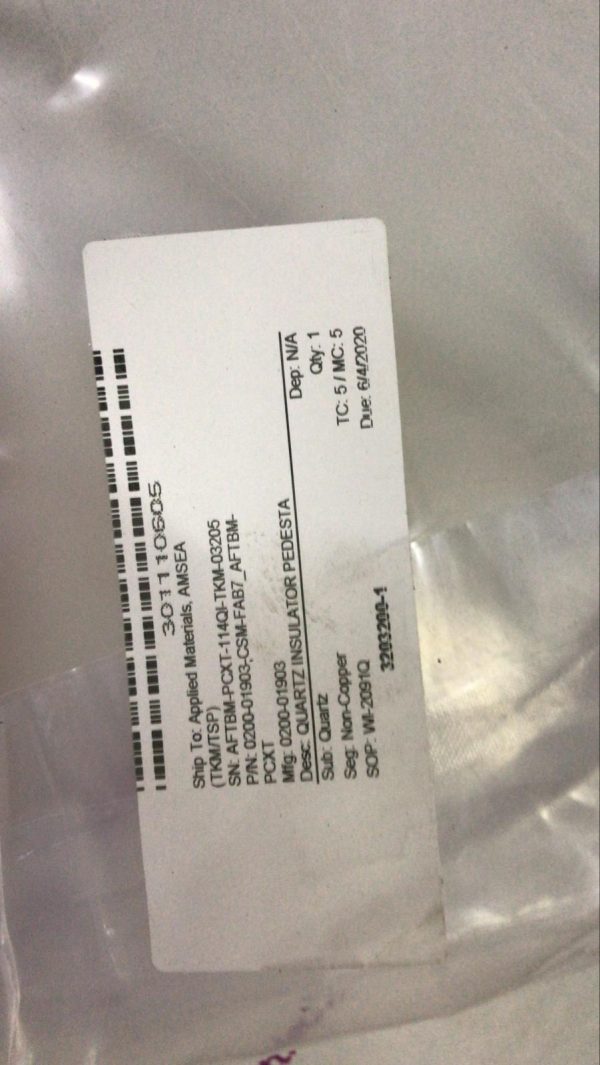 3011110605
Ship To: Applied Materials, AMSEA
(TKM/TSP)
SN: AFTBM-PCXT-114QI-TKM-03205
P/N: 0200-01903,CSM-FAB7_AFTBM-
PCXT
Mfg: 0200-01903
Desc: QUARTZ INSULATOR PEDESTA
Sub: Quartz Dep: N/A
Seg: Non-Copper Qty: 1
SOP: WI-2091Q TC: 5 / MC: 5
3203200-1 Due: 6/4/2020